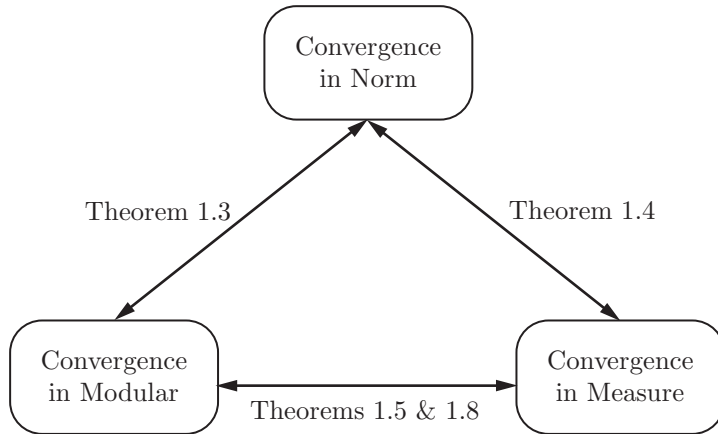 Convergence
in Norm
Theorem 1.3
Theorem 1.4
Convergence
in Modular
Convergence
in Measure
Theorems 1.5 & 1.8